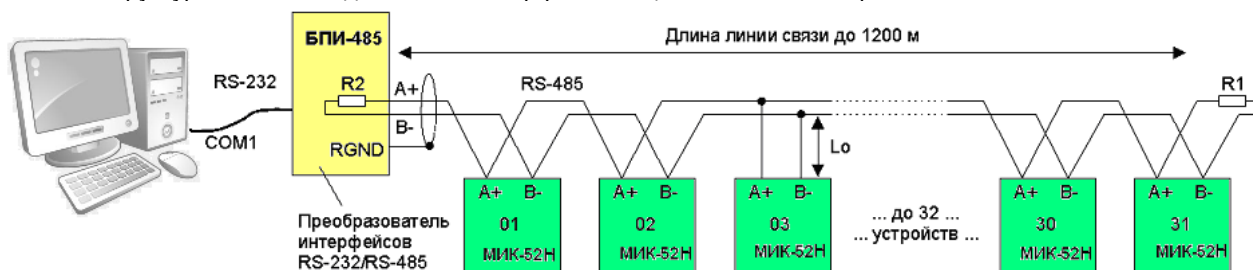 БПИ-485
Длина линии связи до 1200 м
RS-232
R2
A+
RS-485
R1
B-
COM1
RGND
Lo
A+ B-
A+ B-
A+ B-
A+ B-
A+ B-
01
02
03
30
31
... до 32 ...
... устройств ...
МИК-52Н
МИК-52Н
МИК-52Н
МИК-52Н
МИК-52Н
Преобразователь
интерфейсов
RS-232/RS-485